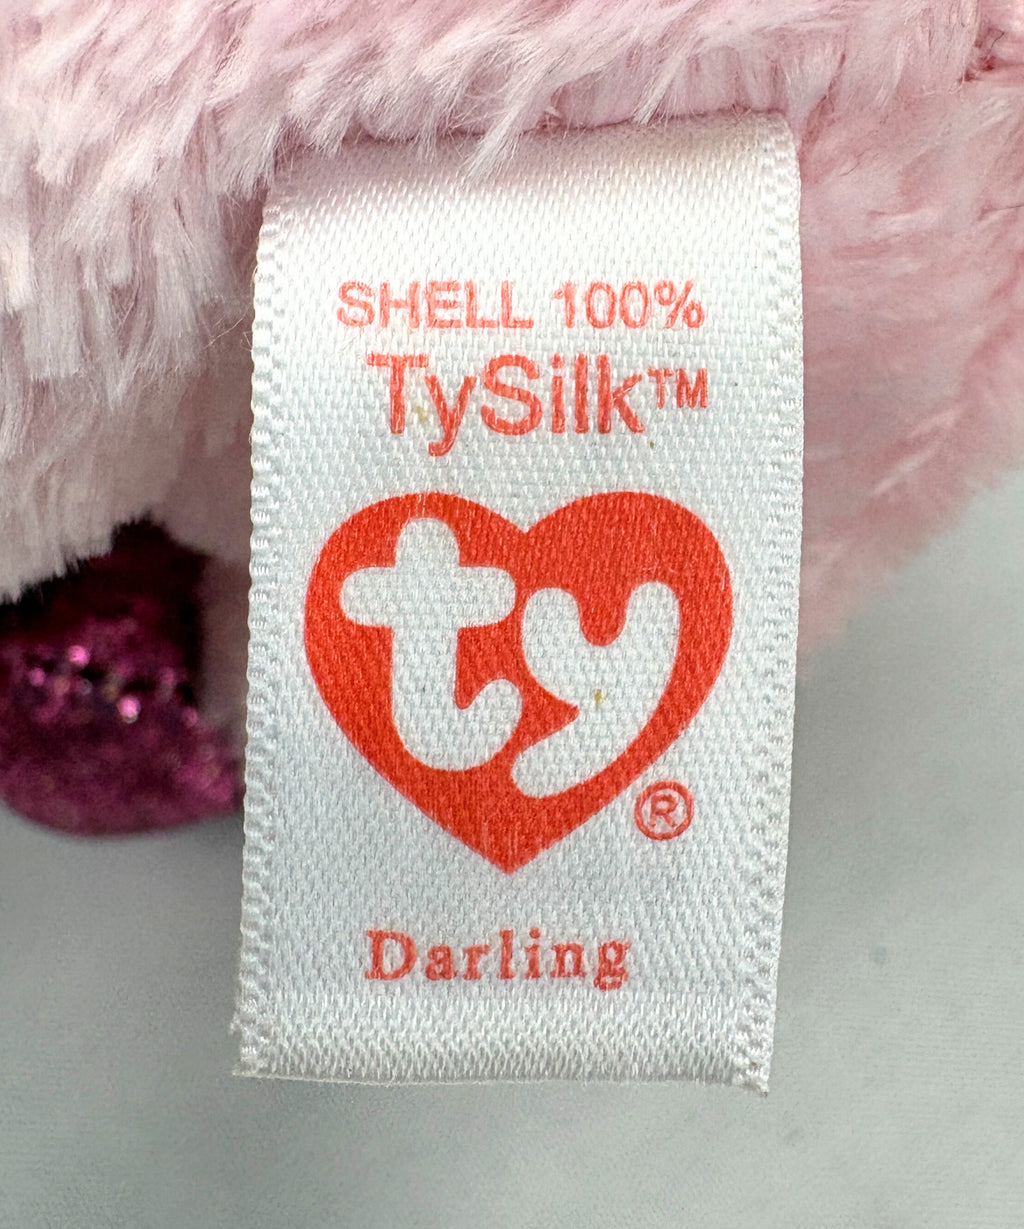 SHELL 100%
TySilk™
ty®
Darling